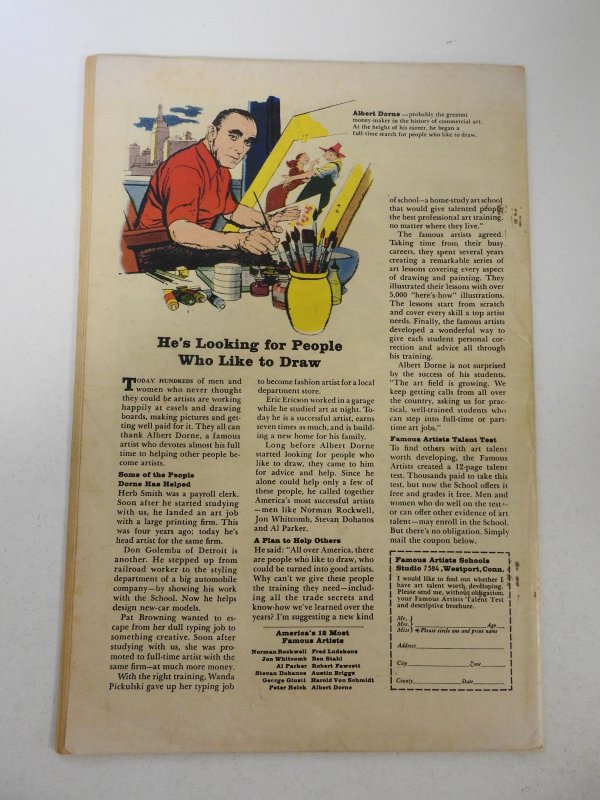 Albert Dorne — probably the greatest
money-maker in the history of commercial art.
At the height of his career, he began a
full-time search for people who like to draw.
He's Looking for People
Who Like to Draw
TODAY HUNDREDS of men and
women who never thought
they could be artists are working
happily at easels and drawing
boards, making pictures and get-
ting well paid for it. They all can
thank Albert Dorne, a famous
artist who devotes almost his full
time to helping other people be-
come artists.
Some of the People
Dorne Has Helped
Herb Smith was a payroll clerk.
Soon after he started studying
with us, he landed an art job
with a large printing firm. This
was four years ago; today he's
head artist for the same firm.
Don Golemba of Detroit is
another. He stepped up from
railroad worker to the styling
department of a big automobile
company—by showing his work
with the School. Now he helps
design new-car models.
Pat Browning wanted to es-
cape from her dull typing job to
something creative. Soon after
studying with us, she was pro-
moted to full-time artist with the
same firm—at much more money.
With the right training, Wanda
Pickulski gave up her typing job
to become fashion artist for a local
department store.
Eric Ericson worked in a garage
while he studied art at night. To-
day he is a successful artist, earns
seven times as much, and is build-
ing a new home for his family.
Long before Albert Dorne
started looking for people who
like to draw, they came to him
for advice and help. Since he
alone could help only a few of
these people, he called together
America's most successful artists
—men like Norman Rockwell,
Jon Whitcomb, Stevan Dohanos
and Al Parker.
A Plan to Help Others
He said: "All over America, there
are people who like to draw, who
could be turned into good artists.
Why can't we give these people
the training they need—includ-
ing all the trade secrets and
know-how we've learned over the
years? I'm suggesting a new kind
America's 12 Most
Famous Artists
Norman Rockwell Fred Ludekens
Jon Whitcomb Ben Stahl
Al Parker Robert Fawcett
Stevan Dohanos Austin Briggs
George Giusti Harold Von Schmidt
Peter Helck Albert Dorne
of school—a home-study art school
that would give talented people
the best professional art training,
no matter where they live."
The famous artists agreed.
Taking time from their busy
careers, they spent several years
creating a remarkable series of
art lessons covering every aspect
of drawing and painting. They
illustrated their lessons with over
5,000 "here's-how" illustrations.
The lessons start from scratch
and cover every skill a top artist
needs. Finally, the famous artists
developed a wonderful way to
give each student personal cor-
rection and advice all through
his training.
Albert Dorne is not surprised
by the success of his students.
"The art field is growing. We
keep getting calls from all over
the country, asking us for prac-
tical, well-trained students who
can step into full-time or part-
time art jobs."
Famous Artists Talent Test
To find others with art talent
worth developing, the Famous
Artists created a 12-page talent
test. Thousands paid to take this
test, but now the School offers it
free and grades it free. Men and
women who do well on the test—
or can offer other evidence of art
talent—may enroll in the School.
But there's no obligation. Simply
mail the coupon below.
Famous Artists Schools
Studio 7584, Westport, Conn.
I would like to find out whether I
have art talent worth developing.
Please send me, without obligation,
your Famous Artists Talent Test
and descriptive brochure.
Mr.
Mrs. Age
Miss Please circle one and print name
Address
City Zone
County State